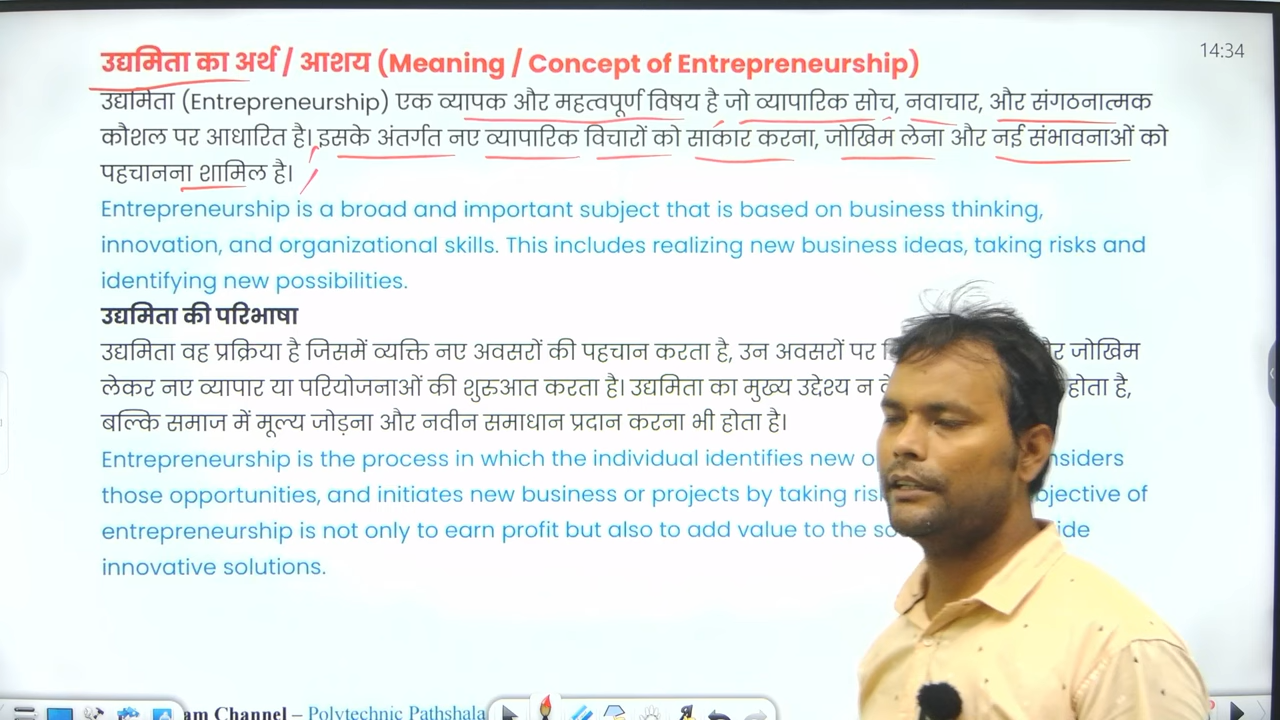 14:34
उद्यमिता का अर्थ / आशय (Meaning / Concept of Entrepreneurship)
उद्यमिता (Entrepreneurship) एक व्यापक और महत्वपूर्ण विषय है जो व्यापारिक सोच, नवाचार, और संगठनात्मक
कौशल पर आधारित है। इसके अंतर्गत नए व्यापारिक विचारों को साकार करना, जोखिम लेना और नई संभावनाओं को
पहचानना शामिल है।
Entrepreneurship is a broad and important subject that is based on business thinking,
innovation, and organizational skills. This includes realizing new business ideas, taking risks and
identifying new possibilities.
उद्यमिता की परिभाषा
उद्यमिता वह प्रक्रिया है जिसमें व्यक्ति नए अवसरों की पहचान करता है, उन अवसरों पर जोखिम
लेकर नए व्यापार या परियोजनाओं की शुरुआत करता है। उद्यमिता का मुख्य उद्देश्य न होता है,
बल्कि समाज में मूल्य जोड़ना और नवीन समाधान प्रदान करना भी होता है।
Entrepreneurship is the process in which the individual identifies new
those opportunities, and initiates new business or projects by taking of
entrepreneurship is not only to earn profit but also to add value to the
innovative solutions.
Channel – Polytechnic Pathshala